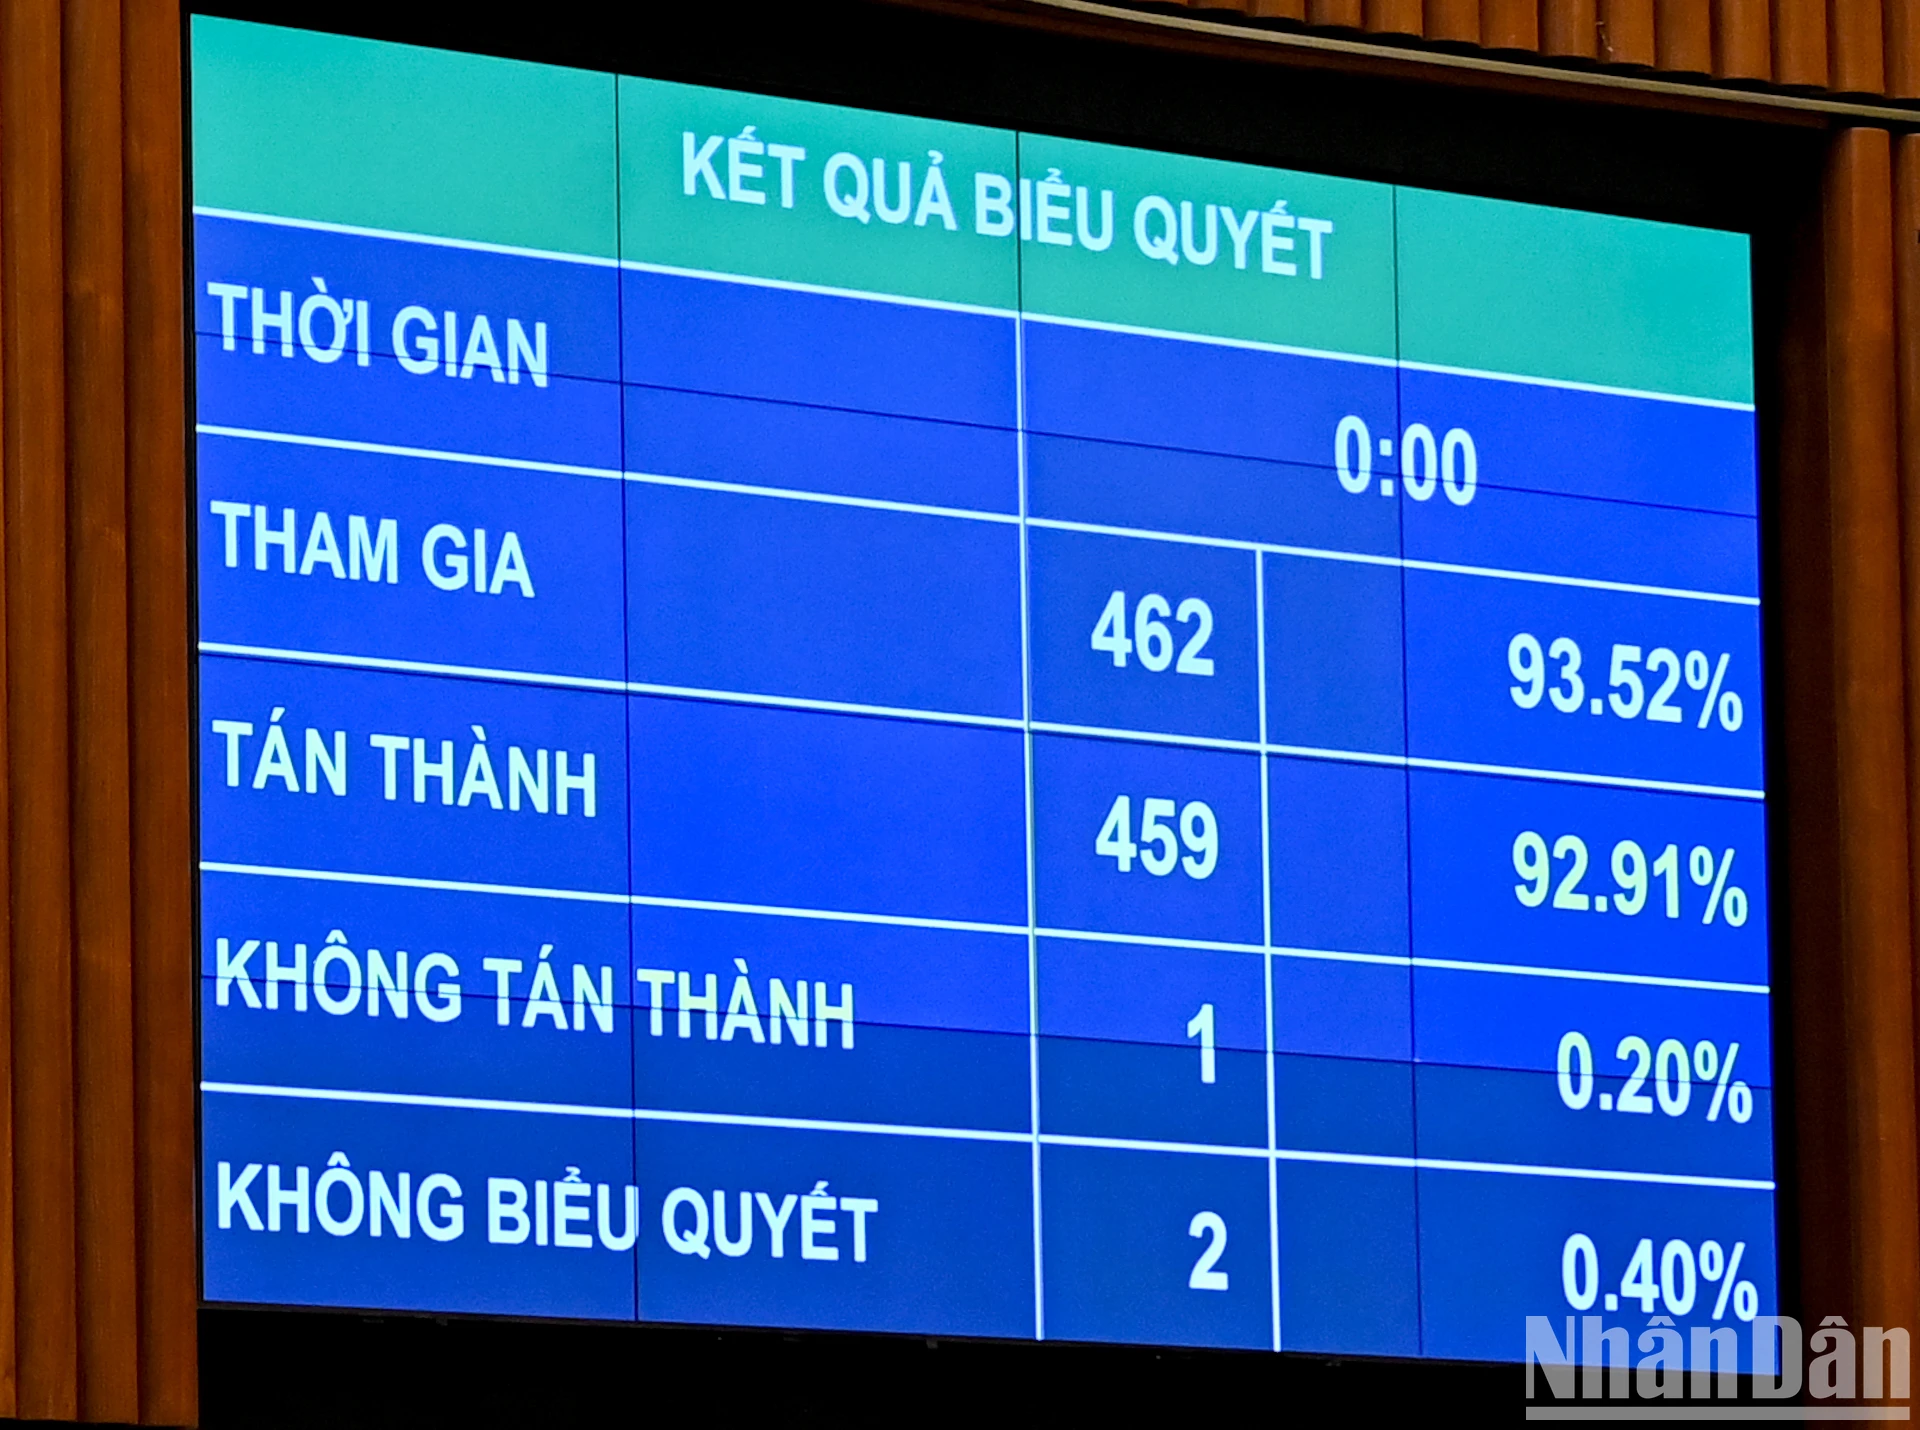 KẾT QUẢ BIỂU QUYẾT
THỜI GIAN 0:00
THAM GIA 462 93.52%
TÁN THÀNH 459 92.91%
KHÔNG TÁN THÀNH 1 0.20%
KHÔNG BIỂU QUYẾT 2 0.40%
NhânDân